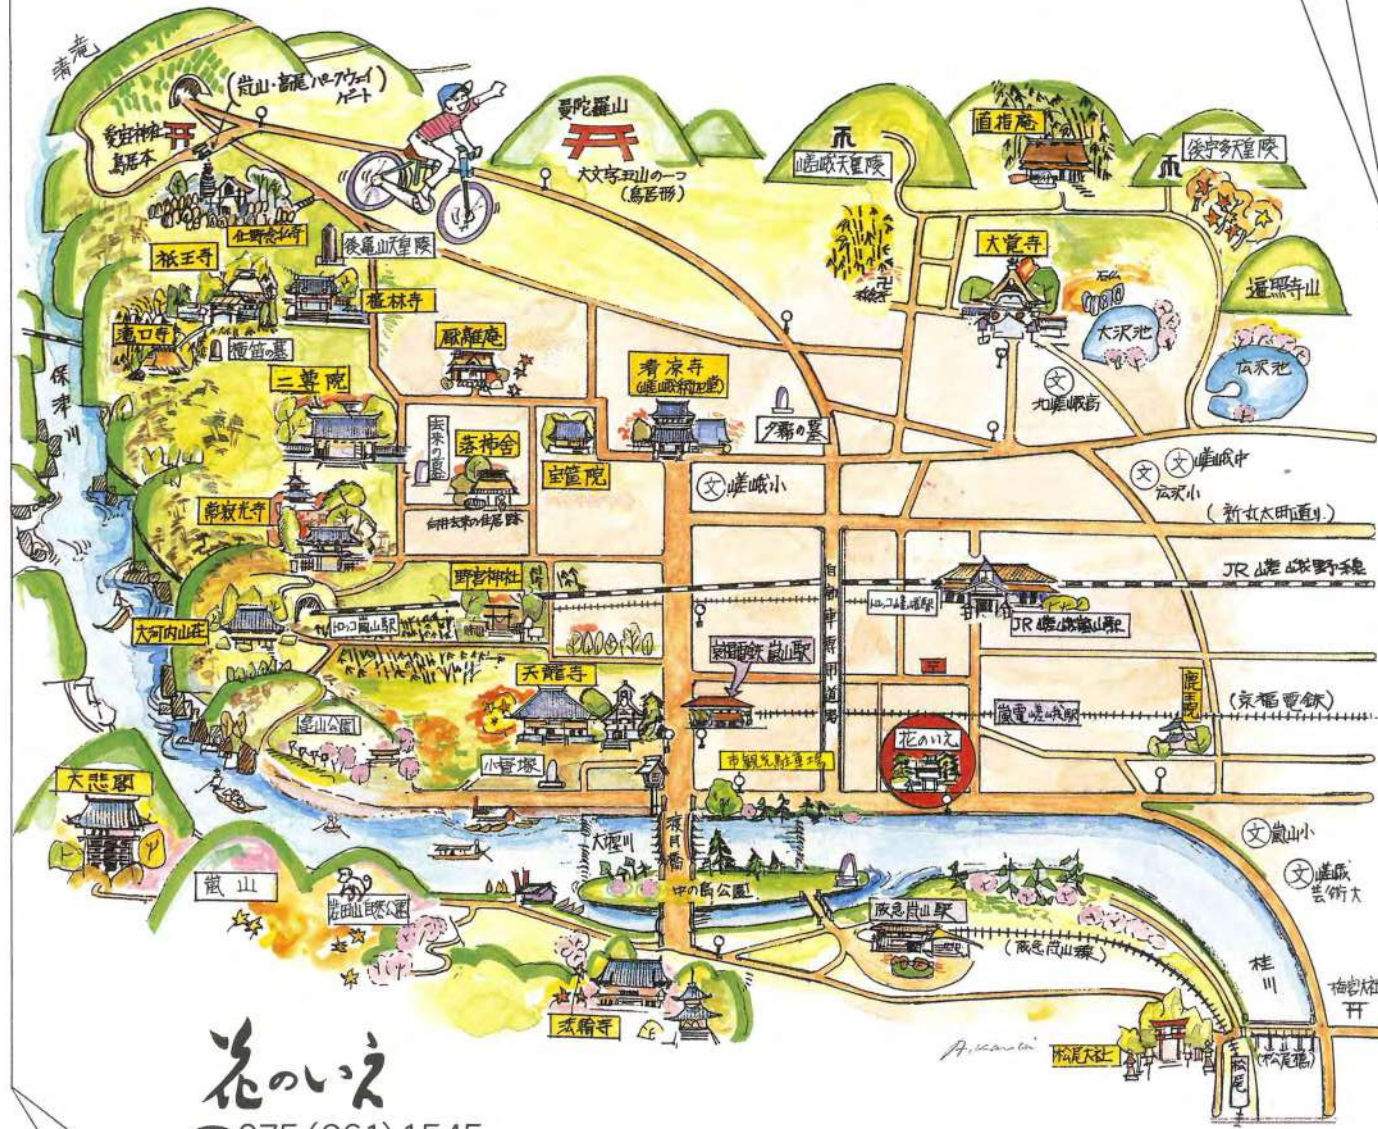 清滝
(嵐山・高尾パークウェイ)
ゲート
愛宕神社
鳥居本
曼陀羅山
大文字五山の一つ
(鳥居形)
嵯峨天皇陵
直指庵
後宇多天皇陵
化野念仏寺
後亀山天皇陵
祇王寺
檀林寺
滝口寺
横笛の墓
大覚寺
大沢池
遍照寺山
広沢池
保津川
厭離庵
二尊院
清凉寺
(嵯峨釈迦堂)
夕霧の墓
文
北嵯峨高
去来の墓
落柿舎
宝筐院
向井去来の住居跡
文 嵯峨小
文 嵯峨中
文
広沢小
(新丸太町通り)
常寂光寺
野宮神社
JR嵯峨野線
トロッコ嵯峨駅
JR嵯峨嵐山駅
自転車専用道路
大河内山荘
トロッコ嵐山駅
京福電鉄嵐山駅
天龍寺
鹿王院
(京福電鉄)
嵐電嵯峨駅
亀山公園
花のいえ
小督塚
市観光駐車場
大悲閣
渡月橋
大堰川
中の島公園
文 嵐山小
文 嵯峨
芸術大
嵐山
岩田山自然公園
阪急嵐山駅
(阪急嵐山線)
桂川
梅宮大社
法輪寺
松尾大社
(松尾橋)
松尾
花のいえ
075(861)1545